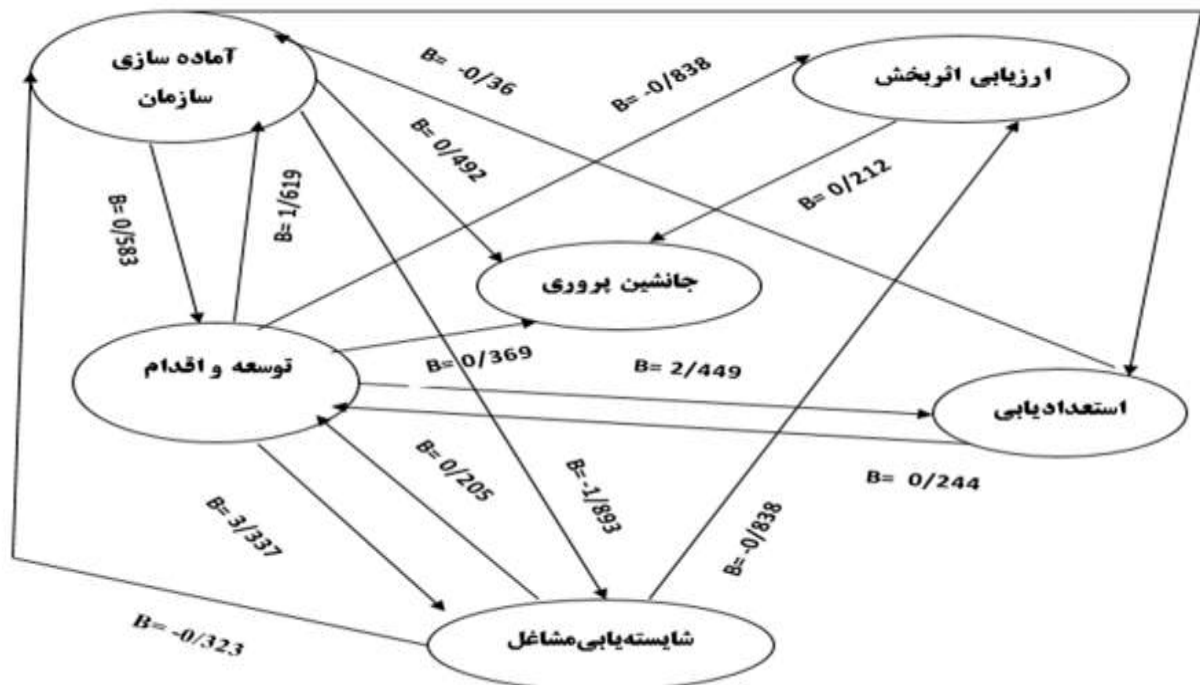 آماده سازی
سازمان
ارزیابی اثربخش
B= -0/36
B= -0/838
B= 0/492
B= 0/212
B= 0/583
B= 1/619
جانشین پروری
توسعه و اقدام
B= 0/369
B= 2/449
استعدادیابی
B= 0/205
B= -1/893
B= 0/244
B= 3/337
B= -0/838
B= -0/323
شایسته‌یابی‌مشاغل